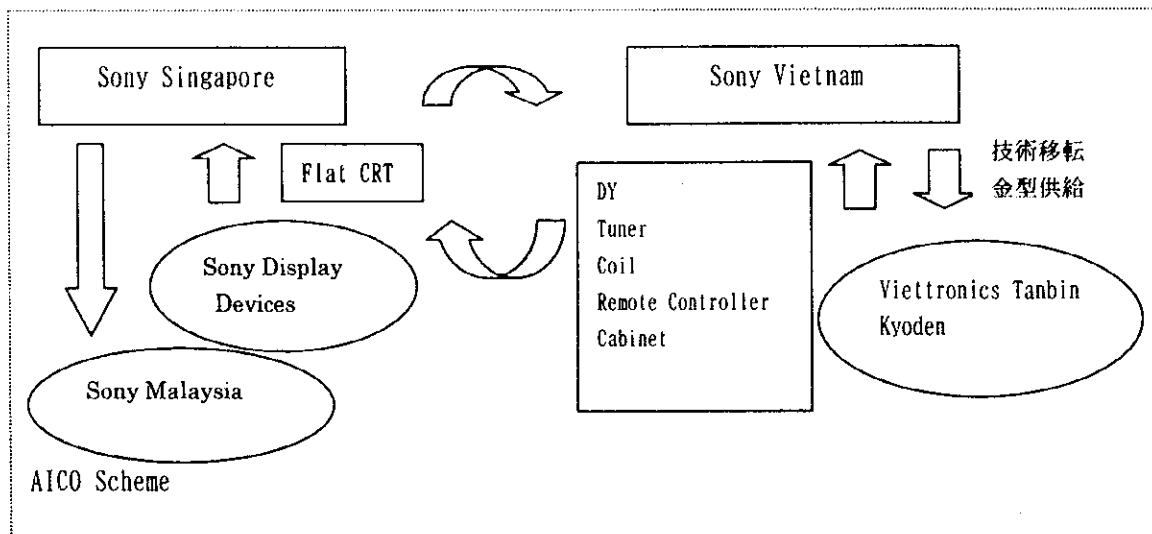 Sony Singapore
Sony Vietnam
Flat CRT
技術移転
金型供給
DY
Tuner
Coil
Remote Controller
Cabinet
Sony Display
Devices
Viettronics Tanbin
Kyoden
Sony Malaysia
AICO Scheme